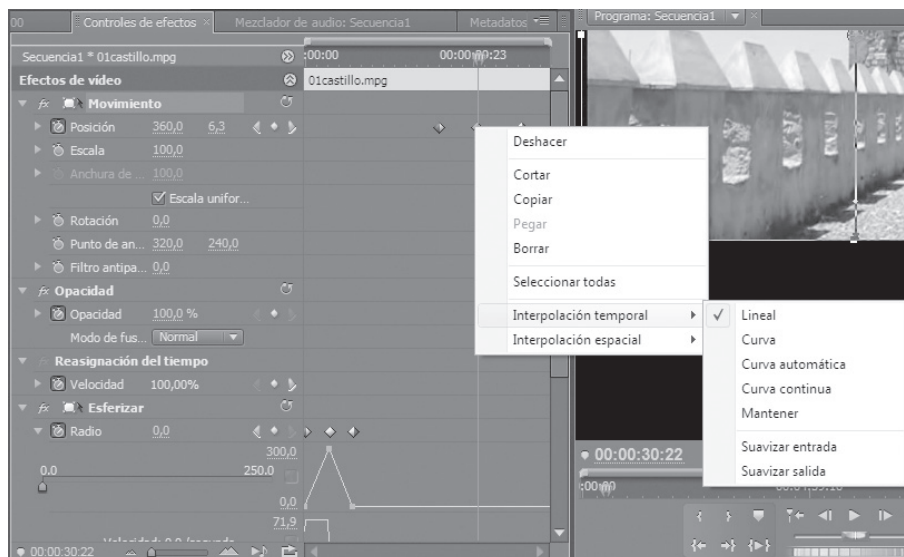 00
Controles de efectos ×
Mezclador de audio: Secuencia1
Metadatos
Programa: Secuencia1
Secuencia1 * 01castillo.mpg
:00:00
Efectos de vídeo
01castillo.mpg
fx Movimiento
Posición 360,0 6,3
Escala 100,0
Anchura de ... 100,0
Escala unifor...
Rotación 0,0
Punto de an... 320,0 240,0
Filtro antipa... 0,0
fx Opacidad
Opacidad 100,0 %
Modo de fus... Normal
Reasignación del tiempo
Velocidad 100,00%
fx Esferizar
Radio 0,0
300,0
0.0 250.0
0,0
71,9
00:00:30:22
Deshacer
Cortar
Copiar
Pegar
Borrar
Seleccionar todas
Interpolación temporal
Interpolación espacial
Lineal
Curva
Curva automática
Curva continua
Mantener
Suavizar entrada
Suavizar salida
00:00:30:22